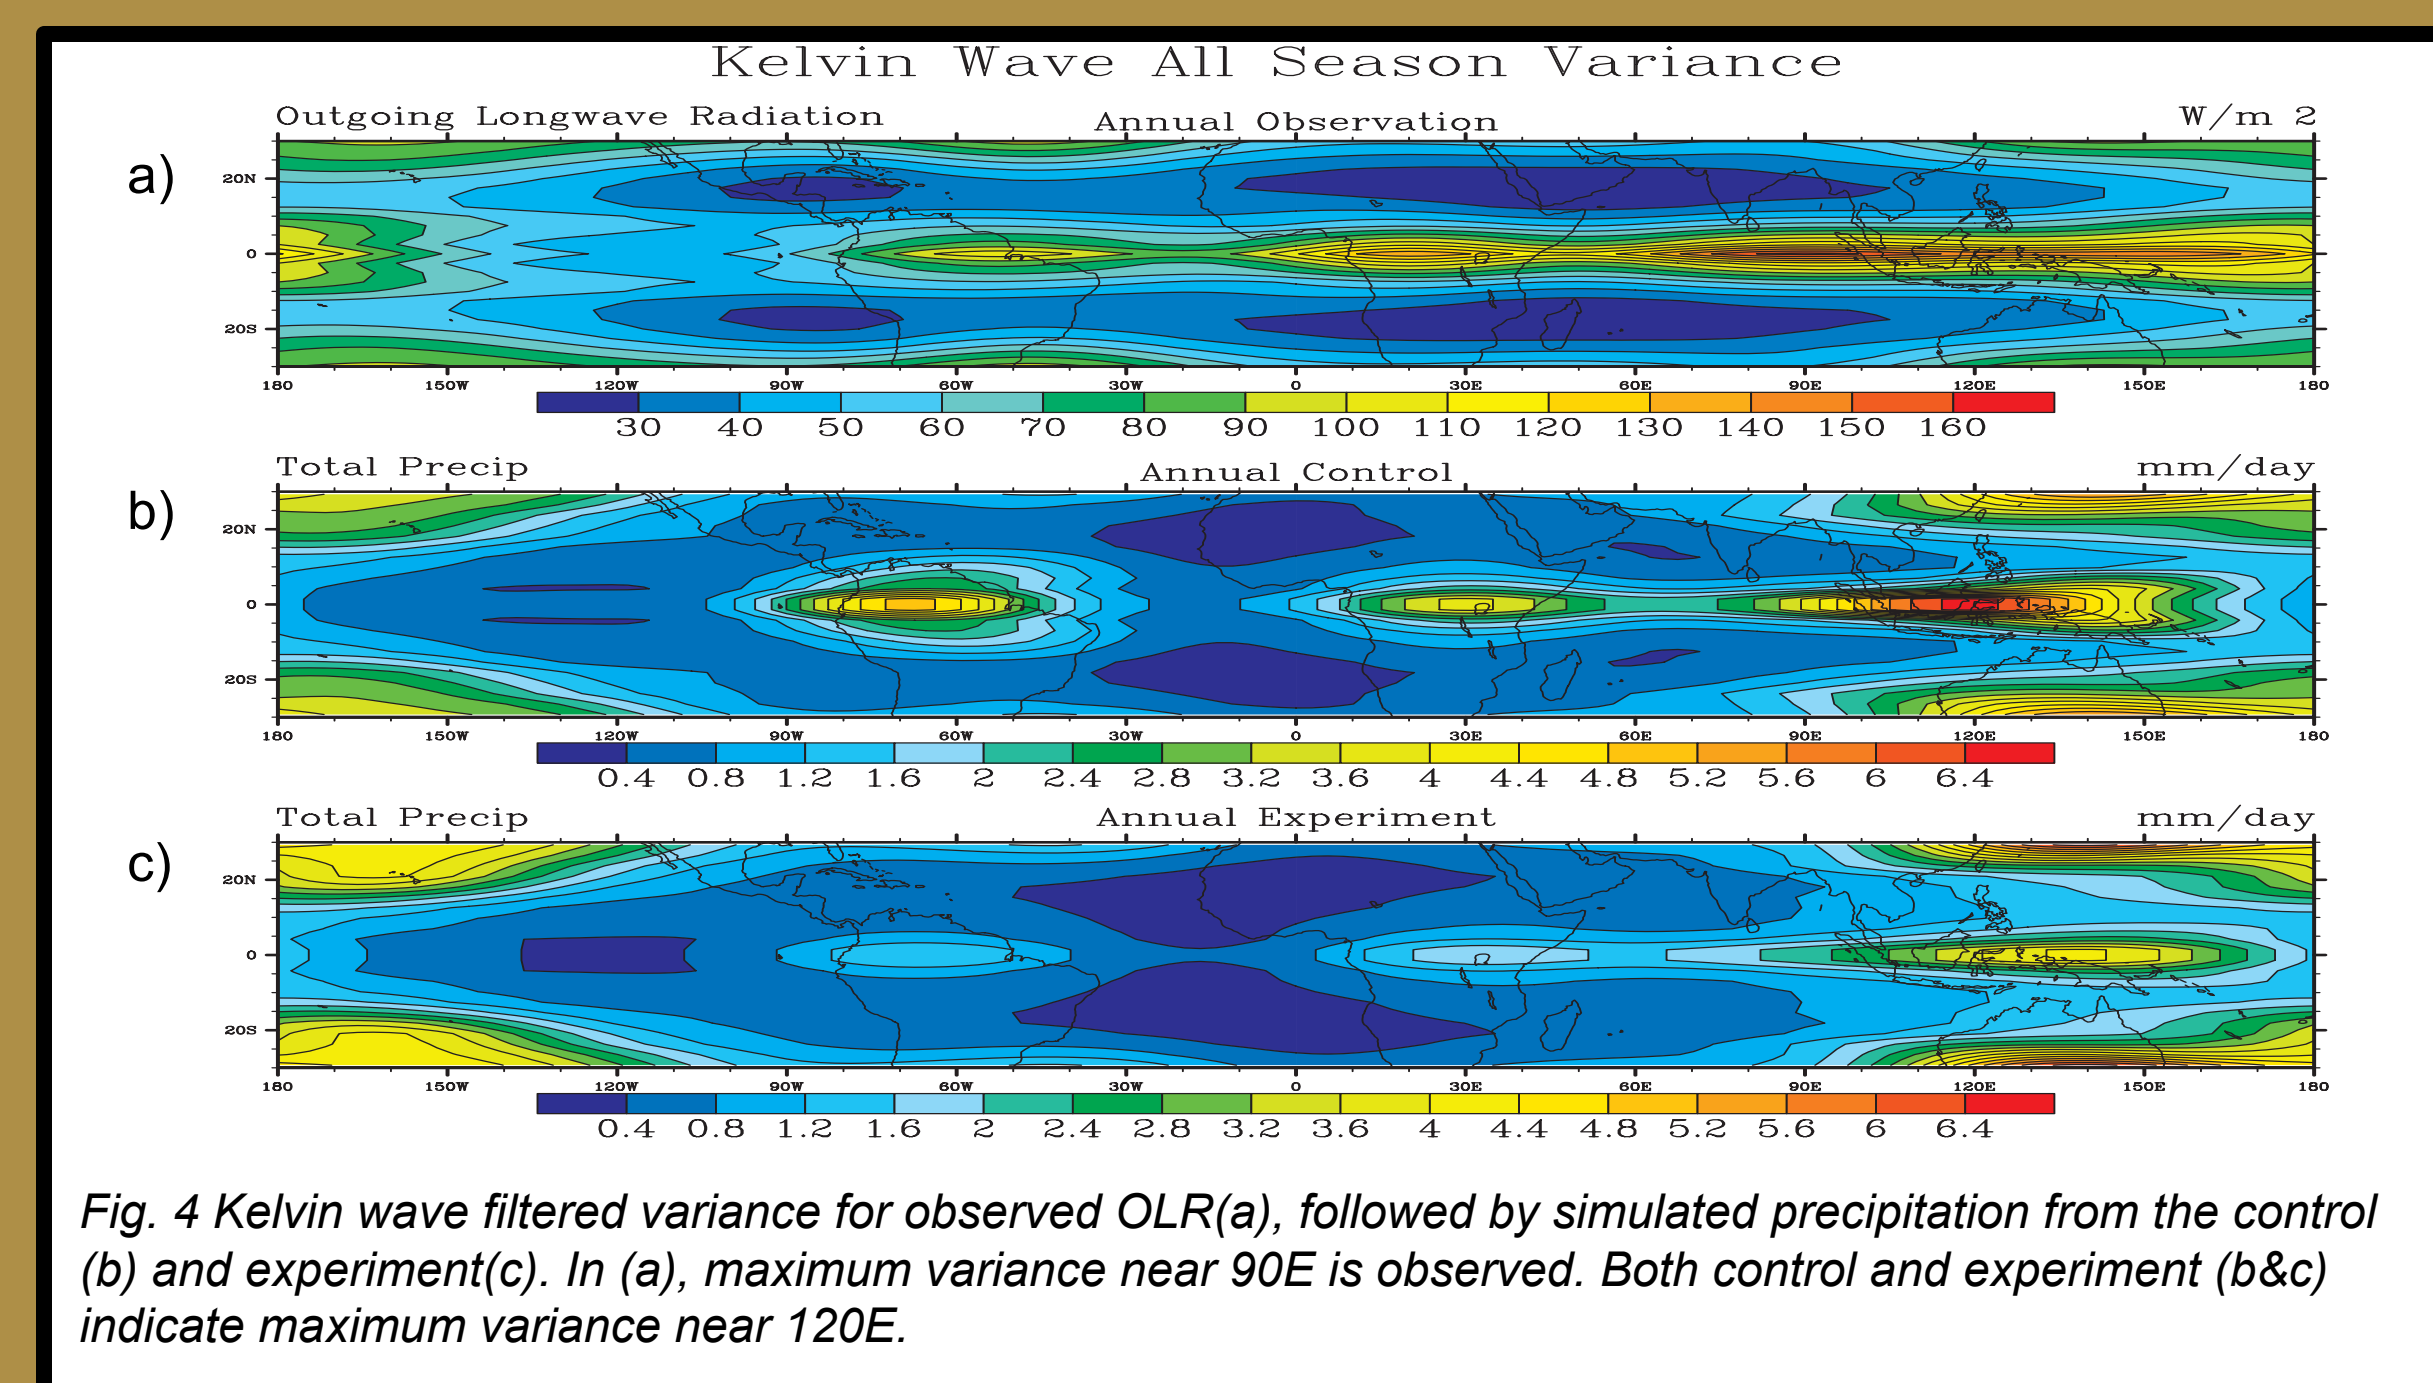 Kelvin Wave All Season Variance
Outgoing Longwave Radiation Annual Observation W/m 2
a)
20N
0
20S
180 150W 120W 90W 60W 30W 0 30E 60E 90E 120E 150E 180
30 40 50 60 70 80 90 100 110 120 130 140 150 160
Total Precip Annual Control mm/day
b)
20N
0
20S
180 150W 120W 90W 60W 30W 0 30E 60E 90E 120E 150E 180
0.4 0.8 1.2 1.6 2 2.4 2.8 3.2 3.6 4 4.4 4.8 5.2 5.6 6 6.4
Total Precip Annual Experiment mm/day
c)
20N
0
20S
180 150W 120W 90W 60W 30W 0 30E 60E 90E 120E 150E 180
0.4 0.8 1.2 1.6 2 2.4 2.8 3.2 3.6 4 4.4 4.8 5.2 5.6 6 6.4
Fig. 4 Kelvin wave filtered variance for observed OLR(a), followed by simulated precipitation from the control
(b) and experiment(c). In (a), maximum variance near 90E is observed. Both control and experiment (b&c)
indicate maximum variance near 120E.